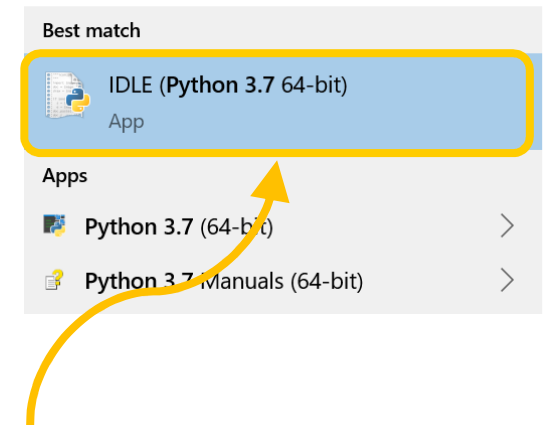 Best match
IDLE (Python 3.7 64-bit)
App
Apps
Python 3.7 (64-bit)
Python 3.7 Manuals (64-bit)